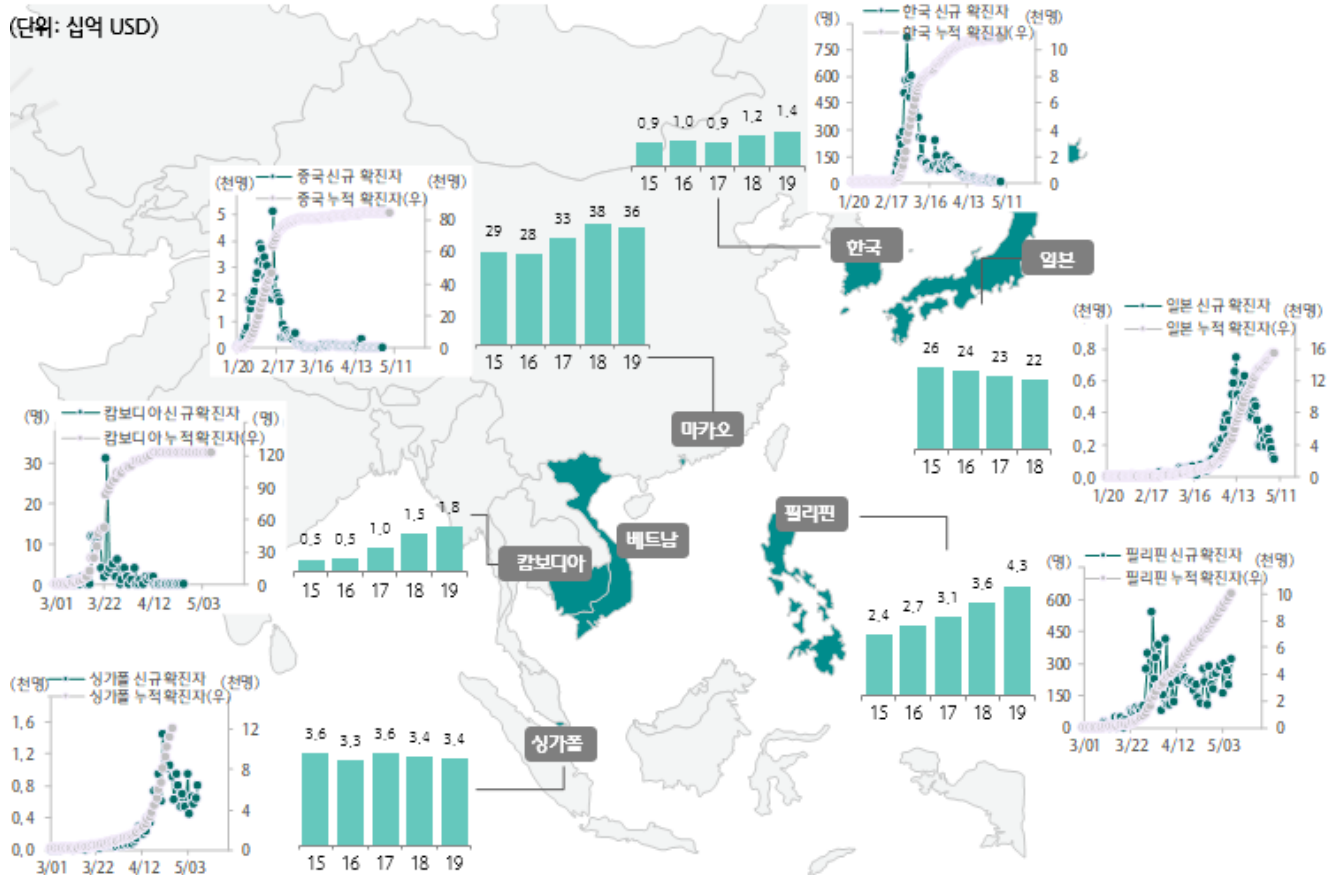 (단위: 십억 USD)
(명)
한국 신규 확진자
한국 누적 확진자(우)
(천명)
750
600
450
300
150
0
10
8
6
4
2
0
1/20 2/17 3/16 4/13 5/11
0,9 1,0 0,9 1,2 1,4
15 16 17 18 19
한국
(천명)
중국 신규 확진자
중국 누적 확진자(우)
(천명)
5
4
3
2
1
0
80
60
40
20
0
1/20 2/17 3/16 4/13 5/11
29 28 33 38 36
15 16 17 18 19
마카오
일본
26 24 23 22
15 16 17 18
(천명)
일본 신규 확진자
일본 누적 확진자(우)
(천명)
0,8
0,6
0,4
0,2
0,0
16
12
8
4
0
1/20 2/17 3/16 4/13 5/11
(명)
캄보디아신규확진자
캄보디아누적확진자(우)
(명)
30
20
10
0
120
90
60
30
0
3/01 3/22 4/12 5/03
0,5 0,5 1,0 1,5 1,8
15 16 17 18 19
캄보디아
베트남
필리핀
2,4 2,7 3,1 3,6 4,3
15 16 17 18 19
(명)
필리핀 신규확진자
필리핀 누적확진자(우)
(천명)
600
450
300
150
0
10
8
6
4
2
0
3/01 3/22 4/12 5/03
(천명)
싱가폴 신규확진자
싱가폴 누적확진자(우)
(천명)
1,6
1,2
0,8
0,4
0,0
12
8
4
0
3/01 3/22 4/12 5/03
3,6 3,3 3,6 3,4 3,4
15 16 17 18 19
싱가폴